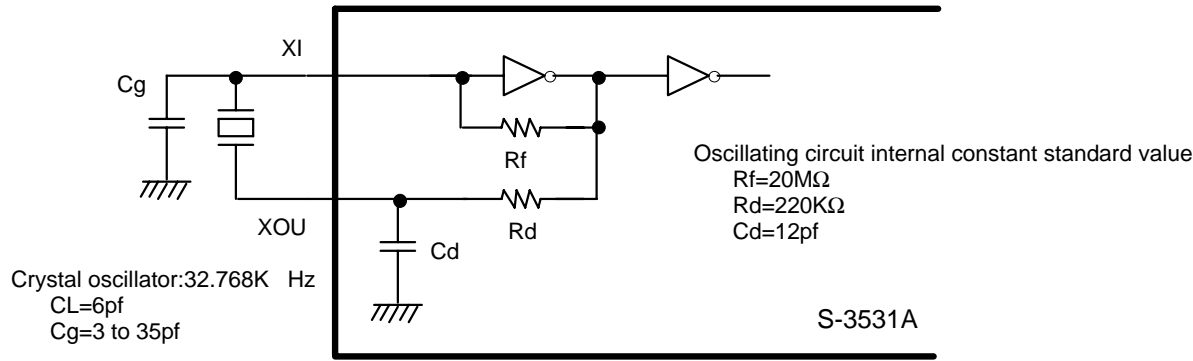 XI
Cg
Rf
Oscillating circuit internal constant standard value
Rf=20MΩ
Rd=220KΩ
Cd=12pf
XOU
Rd
Cd
Crystal oscillator:32.768K Hz
CL=6pf
Cg=3 to 35pf
S-3531A